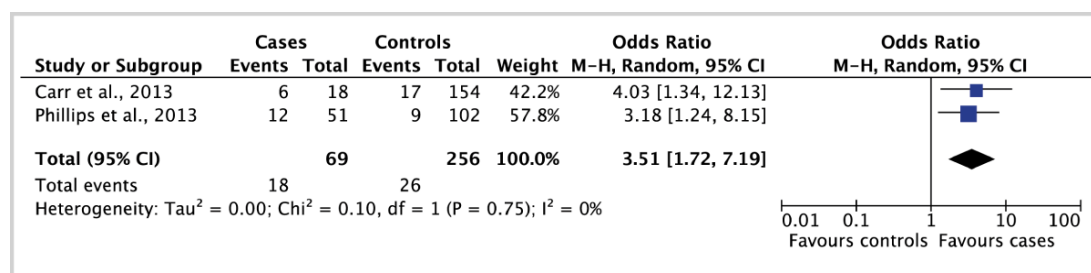 Cases Controls Odds Ratio Odds Ratio
Study or Subgroup Events Total Events Total Weight M-H, Random, 95% CI M-H, Random, 95% CI
Carr et al., 2013 6 18 17 154 42.2% 4.03 [1.34, 12.13]
Phillips et al., 2013 12 51 9 102 57.8% 3.18 [1.24, 8.15]
Total (95% CI) 69 256 100.0% 3.51 [1.72, 7.19]
Total events 18 26
Heterogeneity: Tau² = 0.00; Chi² = 0.10, df = 1 (P = 0.75); I² = 0%
0.01 0.1 1 10 100
Favours controls Favours cases